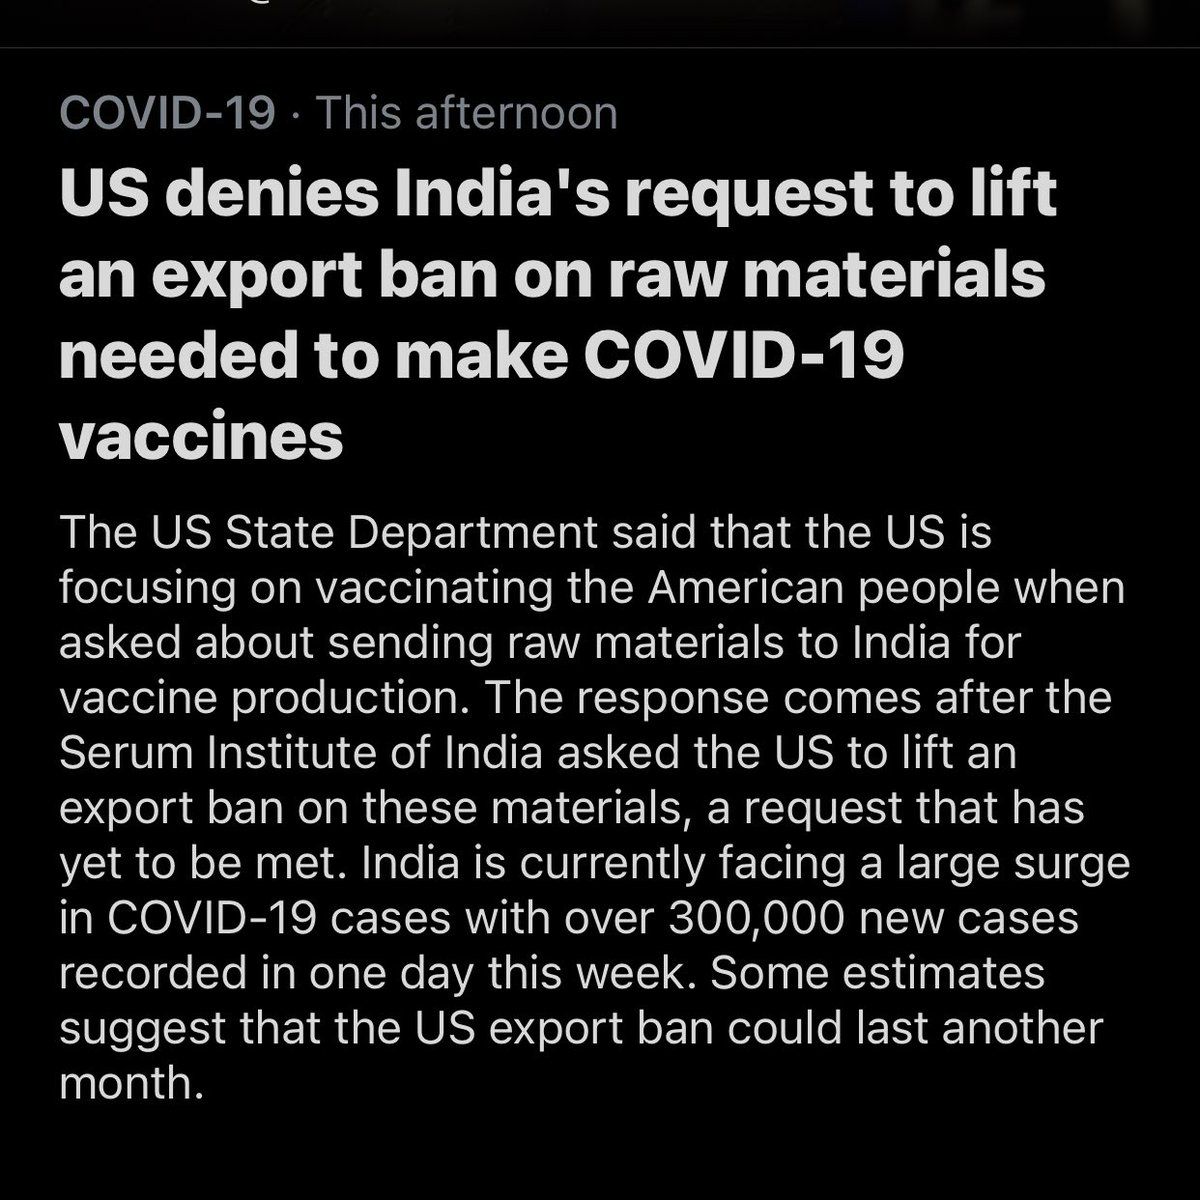 COVID-19 · This afternoon
US denies India's request to lift
an export ban on raw materials
needed to make COVID-19
vaccines
The US State Department said that the US is
focusing on vaccinating the American people when
asked about sending raw materials to India for
vaccine production. The response comes after the
Serum Institute of India asked the US to lift an
export ban on these materials, a request that has
yet to be met. India is currently facing a large surge
in COVID-19 cases with over 300,000 new cases
recorded in one day this week. Some estimates
suggest that the US export ban could last another
month.